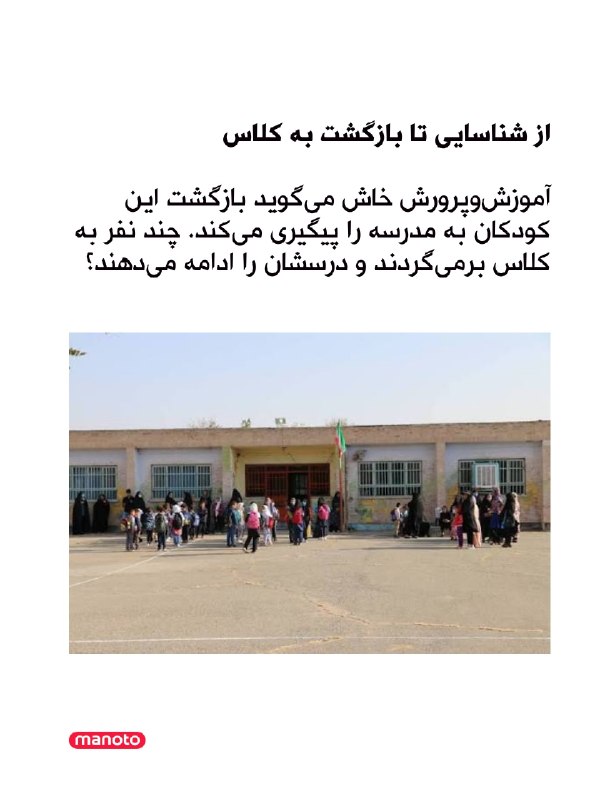 از شناسایی تا بازگشت به کلاس
آموزش‌وپرورش خاش می‌گوید بازگشت این
کودکان به مدرسه را پیگیری می‌کند. چند نفر به
کلاس برمی‌گردند و درسشان را ادامه می‌دهند؟
manoto